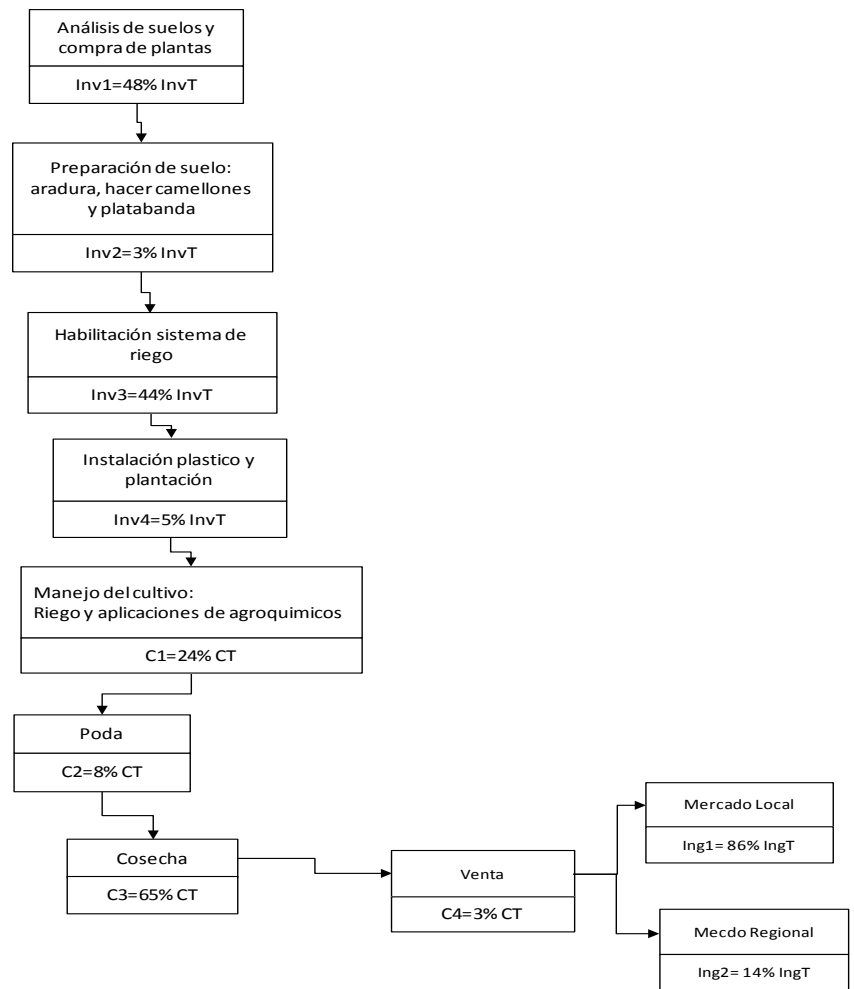 Análisis de suelos y
compra de plantas
Inv1=48% InvT
Preparación de suelo:
aradura, hacer camellones
y platabanda
Inv2=3% InvT
Habilitación sistema de
riego
Inv3=44% InvT
Instalación plastico y
plantación
Inv4=5% InvT
Manejo del cultivo:
Riego y aplicaciones de agroquimicos
C1=24% CT
Poda
C2=8% CT
Cosecha
C3=65% CT
Venta
C4=3% CT
Mercado Local
Ing1= 86% IngT
Mecdo Regional
Ing2= 14% IngT